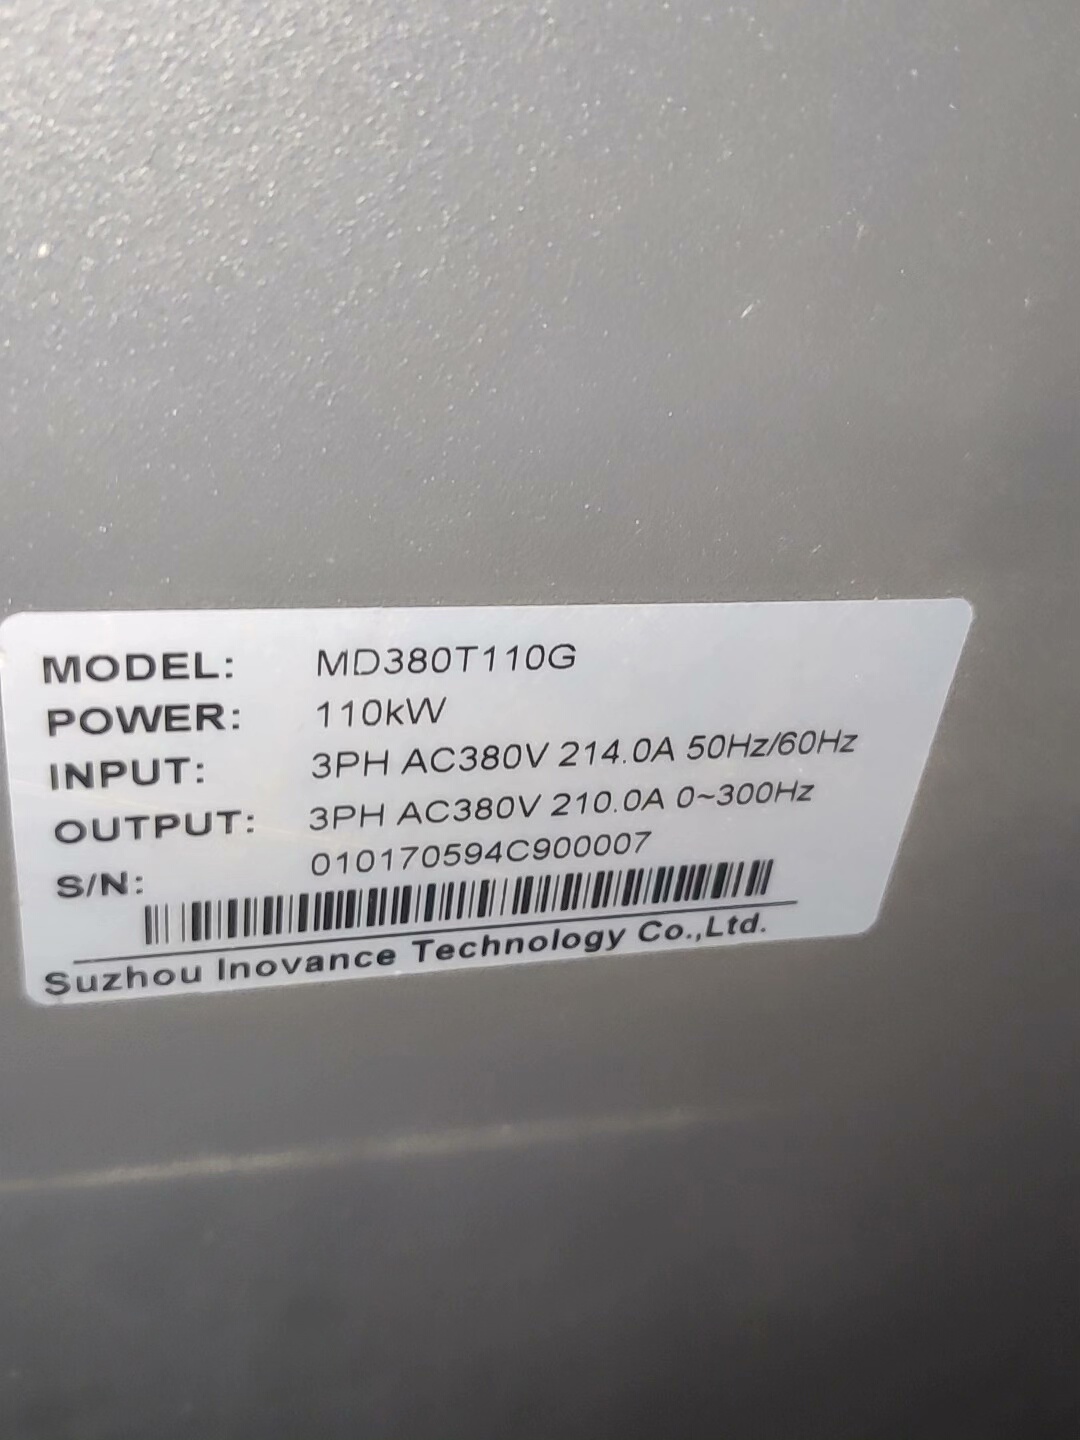 MODEL: MD380T110G
POWER: 110kW
INPUT: 3PH AC380V 214.0A 50Hz/60Hz
OUTPUT: 3PH AC380V 210.0A 0~300Hz
S/N: 010170594C900007
Suzhou Inovance Technology Co.,Ltd.